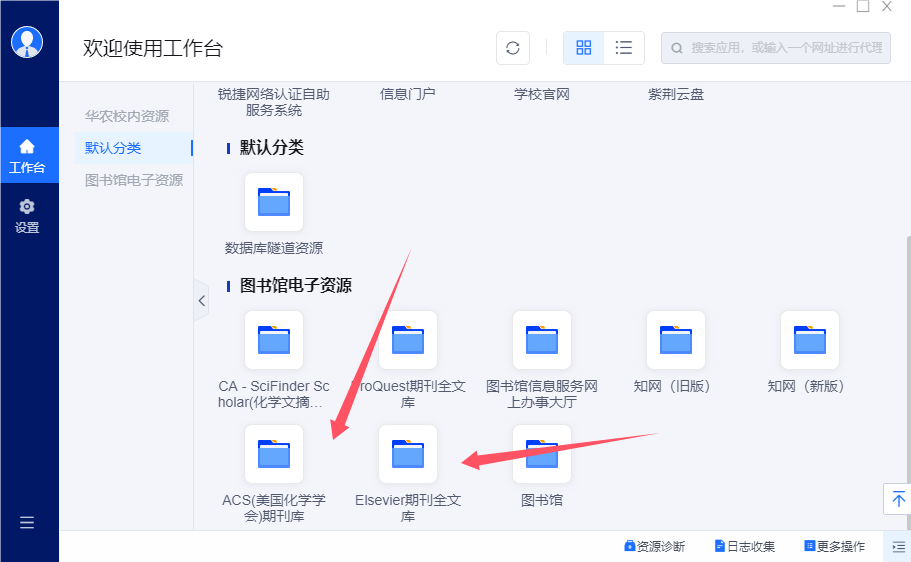 欢迎使用工作台
搜索应用，或输入一个网址进行代理
工作台
设置
华农校内资源
默认分类
图书馆电子资源
锐捷网络认证自助
服务系统
信息门户
学校官网
紫荆云盘
默认分类
数据库隧道资源
图书馆电子资源
CA - SciFinder Sc
holar(化学文摘...
roQuest期刊全文
库
图书馆信息服务网
上办事大厅
知网（旧版）
知网（新版）
ACS(美国化学学
会)期刊库
Elsevier期刊全文
库
图书馆
资源诊断
日志收集
更多操作